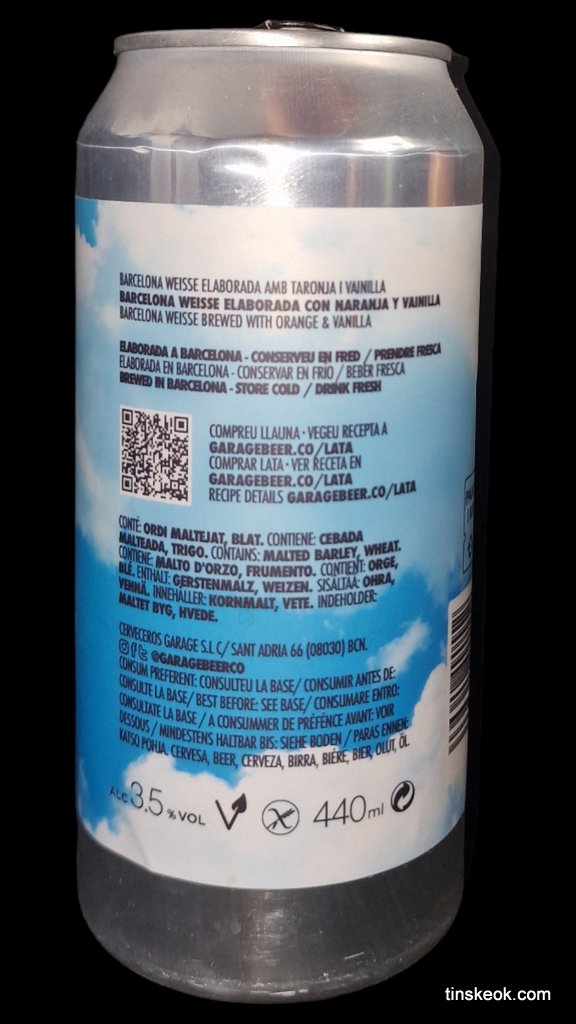 BARCELONA WEISSE ELABORADA AMB TARONJA I VAINILLA
BARCELONA WEISSE ELABORADA CON NARANJA Y VAINILLA
BARCELONA WEISSE BREWED WITH ORANGE & VANILLA
ELABORADA A BARCELONA - CONSERVEU EN FRED / PRENDRE FRESCA
ELABORADA EN BARCELONA - CONSERVAR EN FRÍO / BEBER FRESCA
BREWED IN BARCELONA - STORE COLD / DRINK FRESH
COMPREU LLAUNA · VEGEU RECEPTA A
GARAGEBEER.CO/LATA
COMPRAR LATA · VER RECETA EN
GARAGEBEER.CO/LATA
RECIPE DETAILS GARAGEBEER.CO/LATA
CONTÉ: ORDI MALTEJAT, BLAT. CONTIENE: CEBADA
MALTEADA, TRIGO. CONTAINS: MALTED BARLEY, WHEAT.
CONTIENE: MALTO D'ORZO, FRUMENTO. CONTIENT: ORGE,
BLÉ. ENTHÄLT: GERSTENMALZ, WEIZEN. SISÄLTÄÄ: OHRA,
VEHNÄ. INNEHÅLLER: KORNMALT, VETE. INDEHOLDER:
MALTET BYG, HVEDE.
CERVECEROS GARAGE S.L C/ SANT ADRIA 66 (08030) BCN.
@GARAGEBEERCO
CONSUM PREFERENT: CONSULTEU LA BASE/ CONSUMIR ANTES DE:
CONSULTE LA BASE/ BEST BEFORE: SEE BASE/ CONSUMARE ENTRO:
CONSULTATE LA BASE / A CONSUMMER DE PRÉFÉNCE AVANT: VOIR
DESSOUS / MINDESTENS HALTBAR BIS: SIEHE BODEN / PARAS ENNEN:
KATSO POHJA. CERVESA, BEER, CERVEZA, BIRRA, BIÉRE, BIER, OLUT, ÖL
ALC 3,5 % VOL V 440ml
tinskeok.com